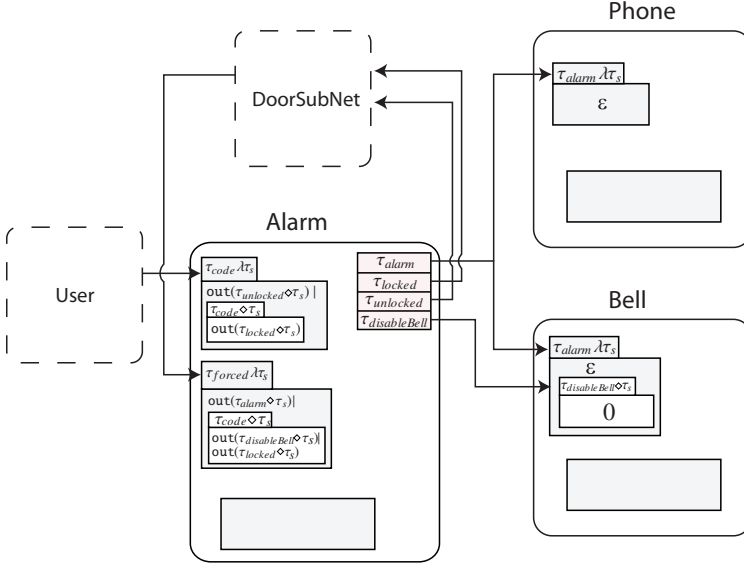 Phone
DoorSubNet
τalarm λτs
ε
Alarm
User
τcode λτs
out(τunlocked⋄τs) |
τcode⋄τs
out(τlocked⋄τs)
τforced λτs
out(τalarm⋄τs)|
τcode⋄τs
out(τdisableBell⋄τs)|
out(τlocked⋄τs)
τalarm
τlocked
τunlocked
τdisableBell
Bell
τalarm λτs
ε
τdisableBell⋄τs
0